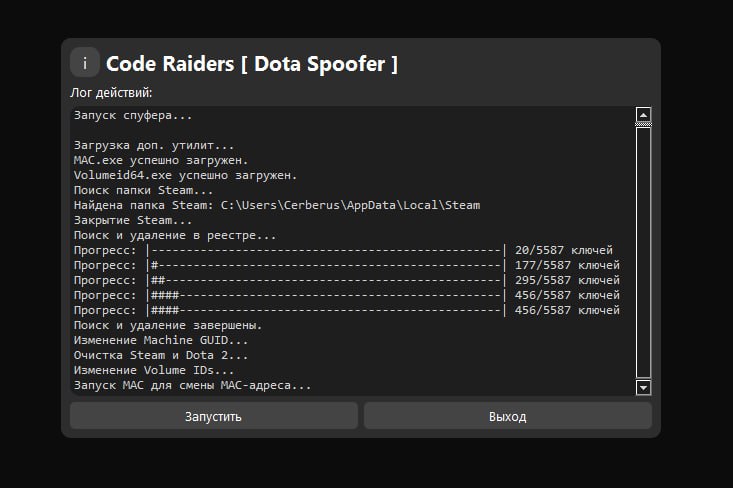 i
Code Raiders [ Dota Spoofer ]
Лог действий:
Запуск спуфера...
Загрузка доп. утилит...
MAC.exe успешно загружен.
Volumeid64.exe успешно загружен.
Поиск папки Steam...
Найдена папка Steam: C:\Users\Cerberus\AppData\Local\Steam
Закрытие Steam...
Поиск и удаление в реестре...
Прогресс: |--------------------------------------------------| 20/5587 ключей
Прогресс: |#-------------------------------------------------| 177/5587 ключей
Прогресс: |##------------------------------------------------| 295/5587 ключей
Прогресс: |####----------------------------------------------| 456/5587 ключей
Прогресс: |####----------------------------------------------| 456/5587 ключей
Поиск и удаление завершены.
Изменение Machine GUID...
Очистка Steam и Dota 2...
Изменение Volume IDs...
Запуск MAC для смены MAC-адреса...
Запустить
Выход